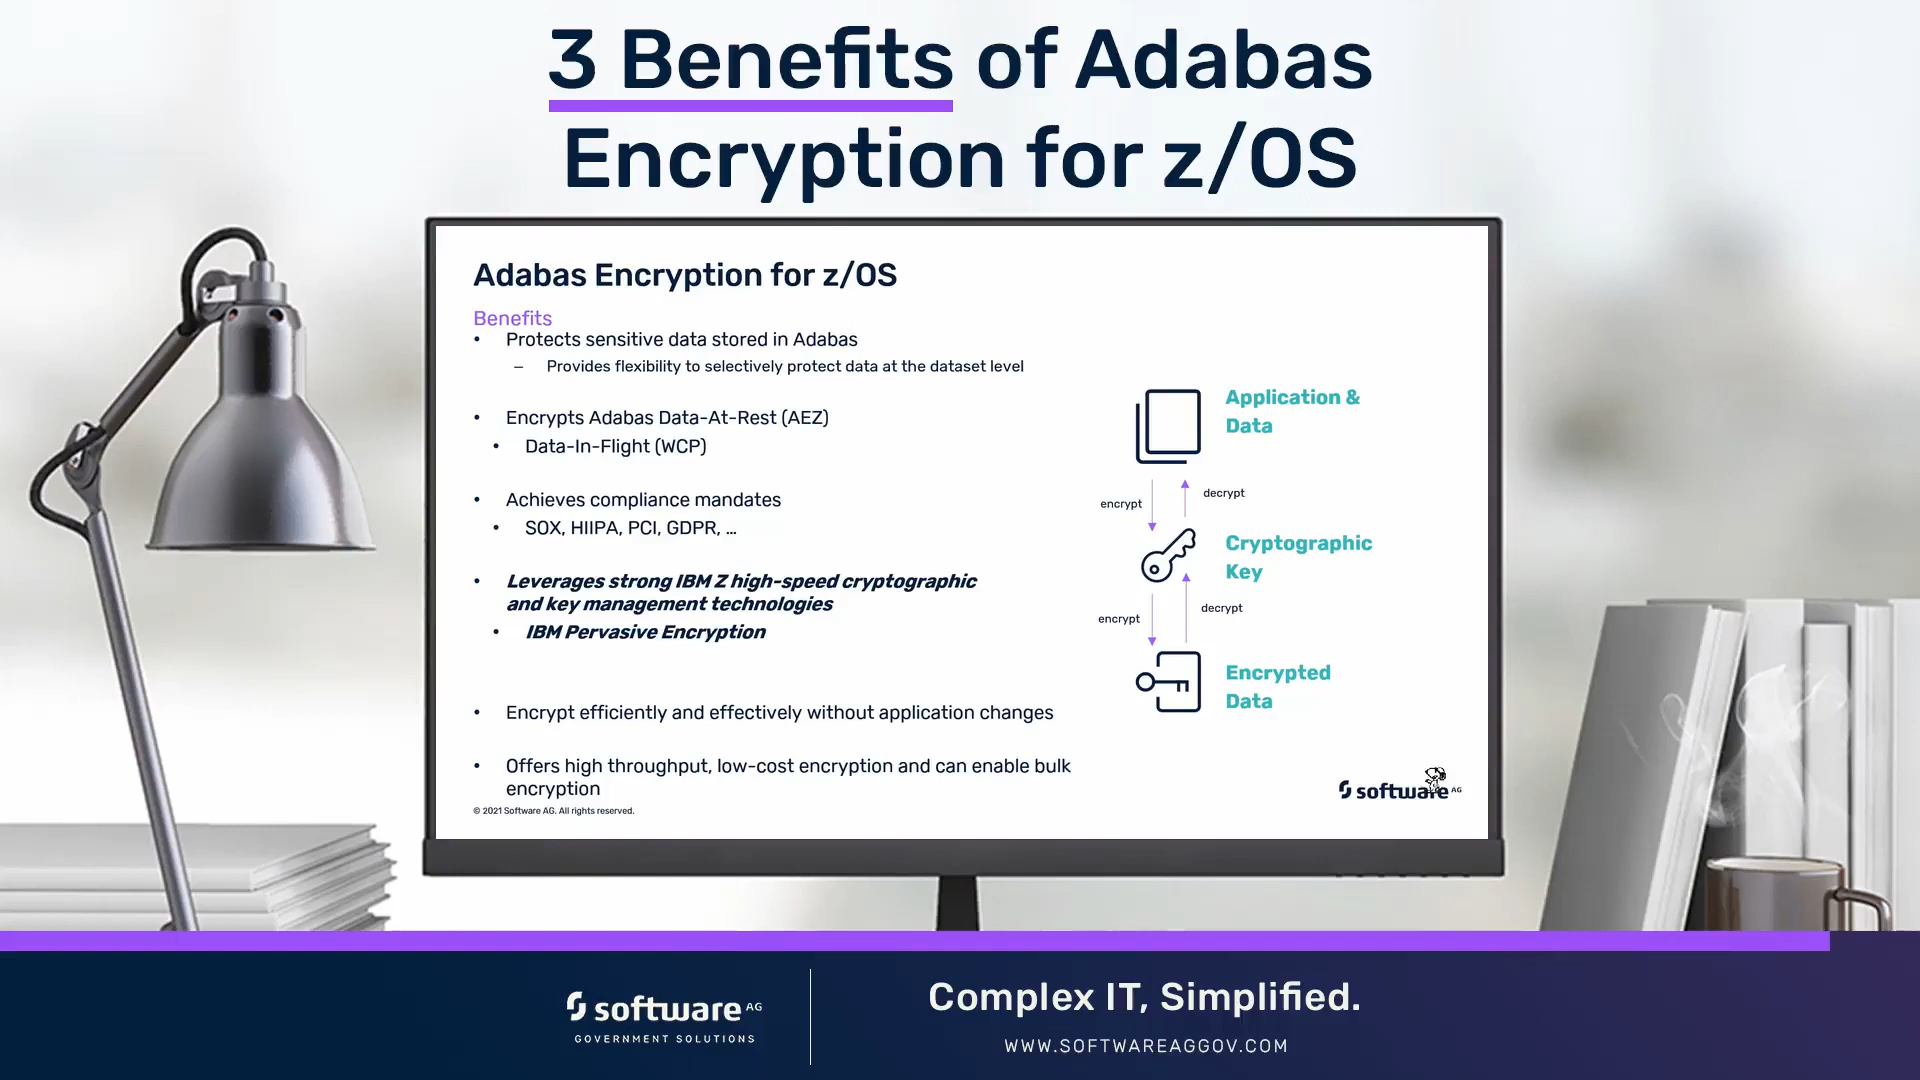 3 Benefits of Adabas
Encryption for z/OS
Adabas Encryption for z/OS
Benefits
• Protects sensitive data stored in Adabas
– Provides flexibility to selectively protect data at the dataset level
• Encrypts Adabas Data-At-Rest (AEZ)
• Data-In-Flight (WCP)
• Achieves compliance mandates
• SOX, HIIPA, PCI, GDPR, ...
• Leverages strong IBM Z high-speed cryptographic
and key management technologies
• IBM Pervasive Encryption
• Encrypt efficiently and effectively without application changes
• Offers high throughput, low-cost encryption and can enable bulk
encryption
© 2021 Software AG. All rights reserved.
Application &
Data
encrypt
decrypt
Cryptographic
Key
encrypt
decrypt
Encrypted
Data
software AG
software AG
GOVERNMENT SOLUTIONS
Complex IT, Simplified.
WWW.SOFTWAREAGGOV.COM